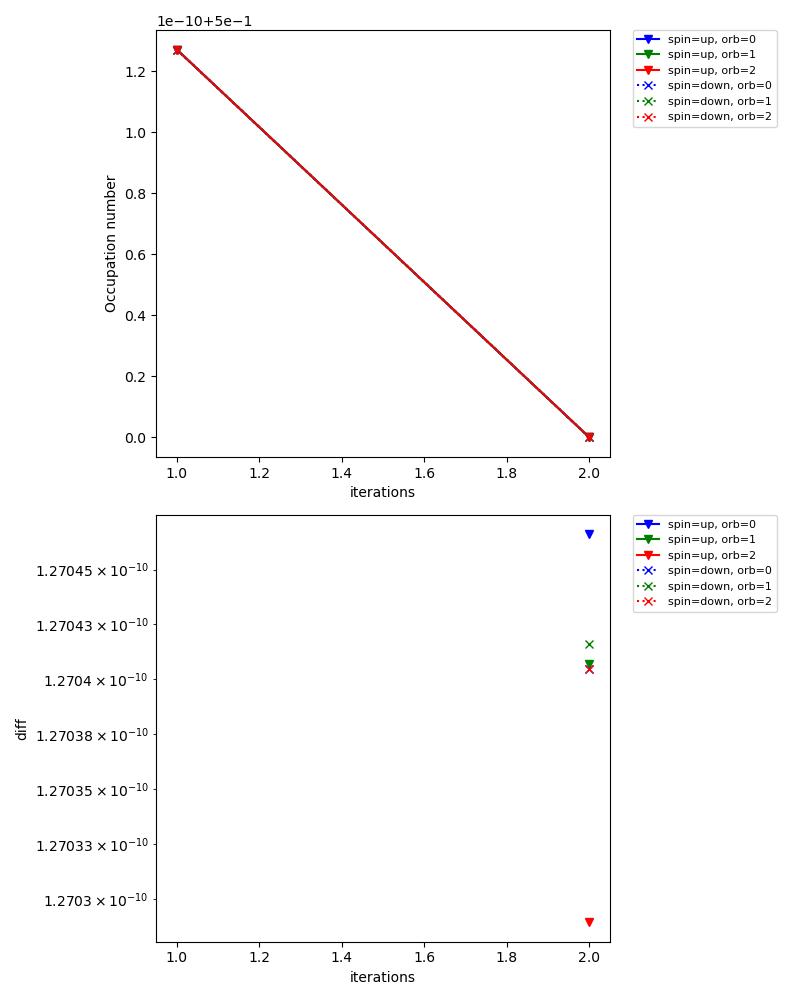 1e−10+5e−1
1.2
1.0
0.8
0.6
0.4
0.2
0.0
Occupation number
1.0 1.2 1.4 1.6 1.8 2.0
iterations
spin=up, orb=0
spin=up, orb=1
spin=up, orb=2
spin=down, orb=0
spin=down, orb=1
spin=down, orb=2
1.27045 × 10⁻¹⁰
1.27043 × 10⁻¹⁰
1.2704 × 10⁻¹⁰
1.27038 × 10⁻¹⁰
1.27035 × 10⁻¹⁰
1.27033 × 10⁻¹⁰
1.2703 × 10⁻¹⁰
diff
1.0 1.2 1.4 1.6 1.8 2.0
iterations
spin=up, orb=0
spin=up, orb=1
spin=up, orb=2
spin=down, orb=0
spin=down, orb=1
spin=down, orb=2